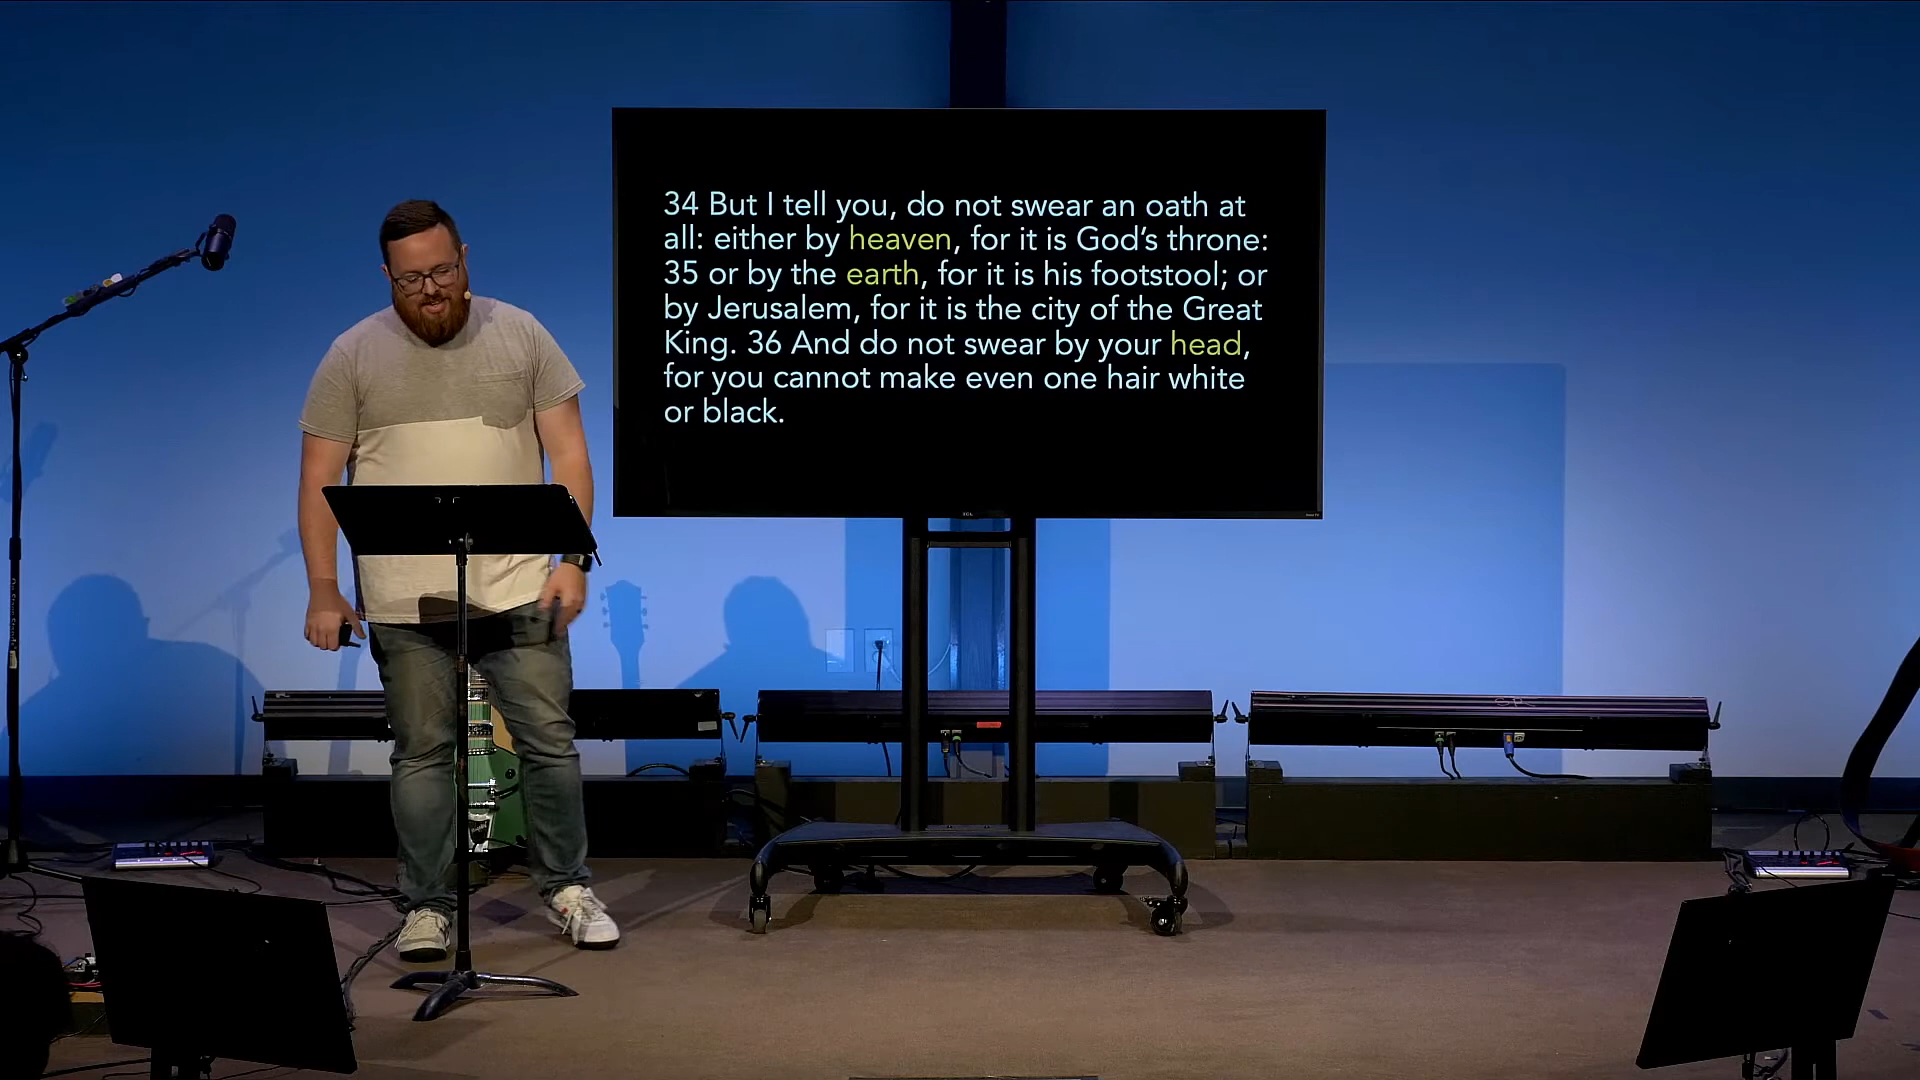 34 But I tell you, do not swear an oath at
all: either by heaven, for it is God's throne:
35 or by the earth, for it is his footstool; or
by Jerusalem, for it is the city of the Great
King. 36 And do not swear by your head,
for you cannot make even one hair white
or black.
TCL
SR